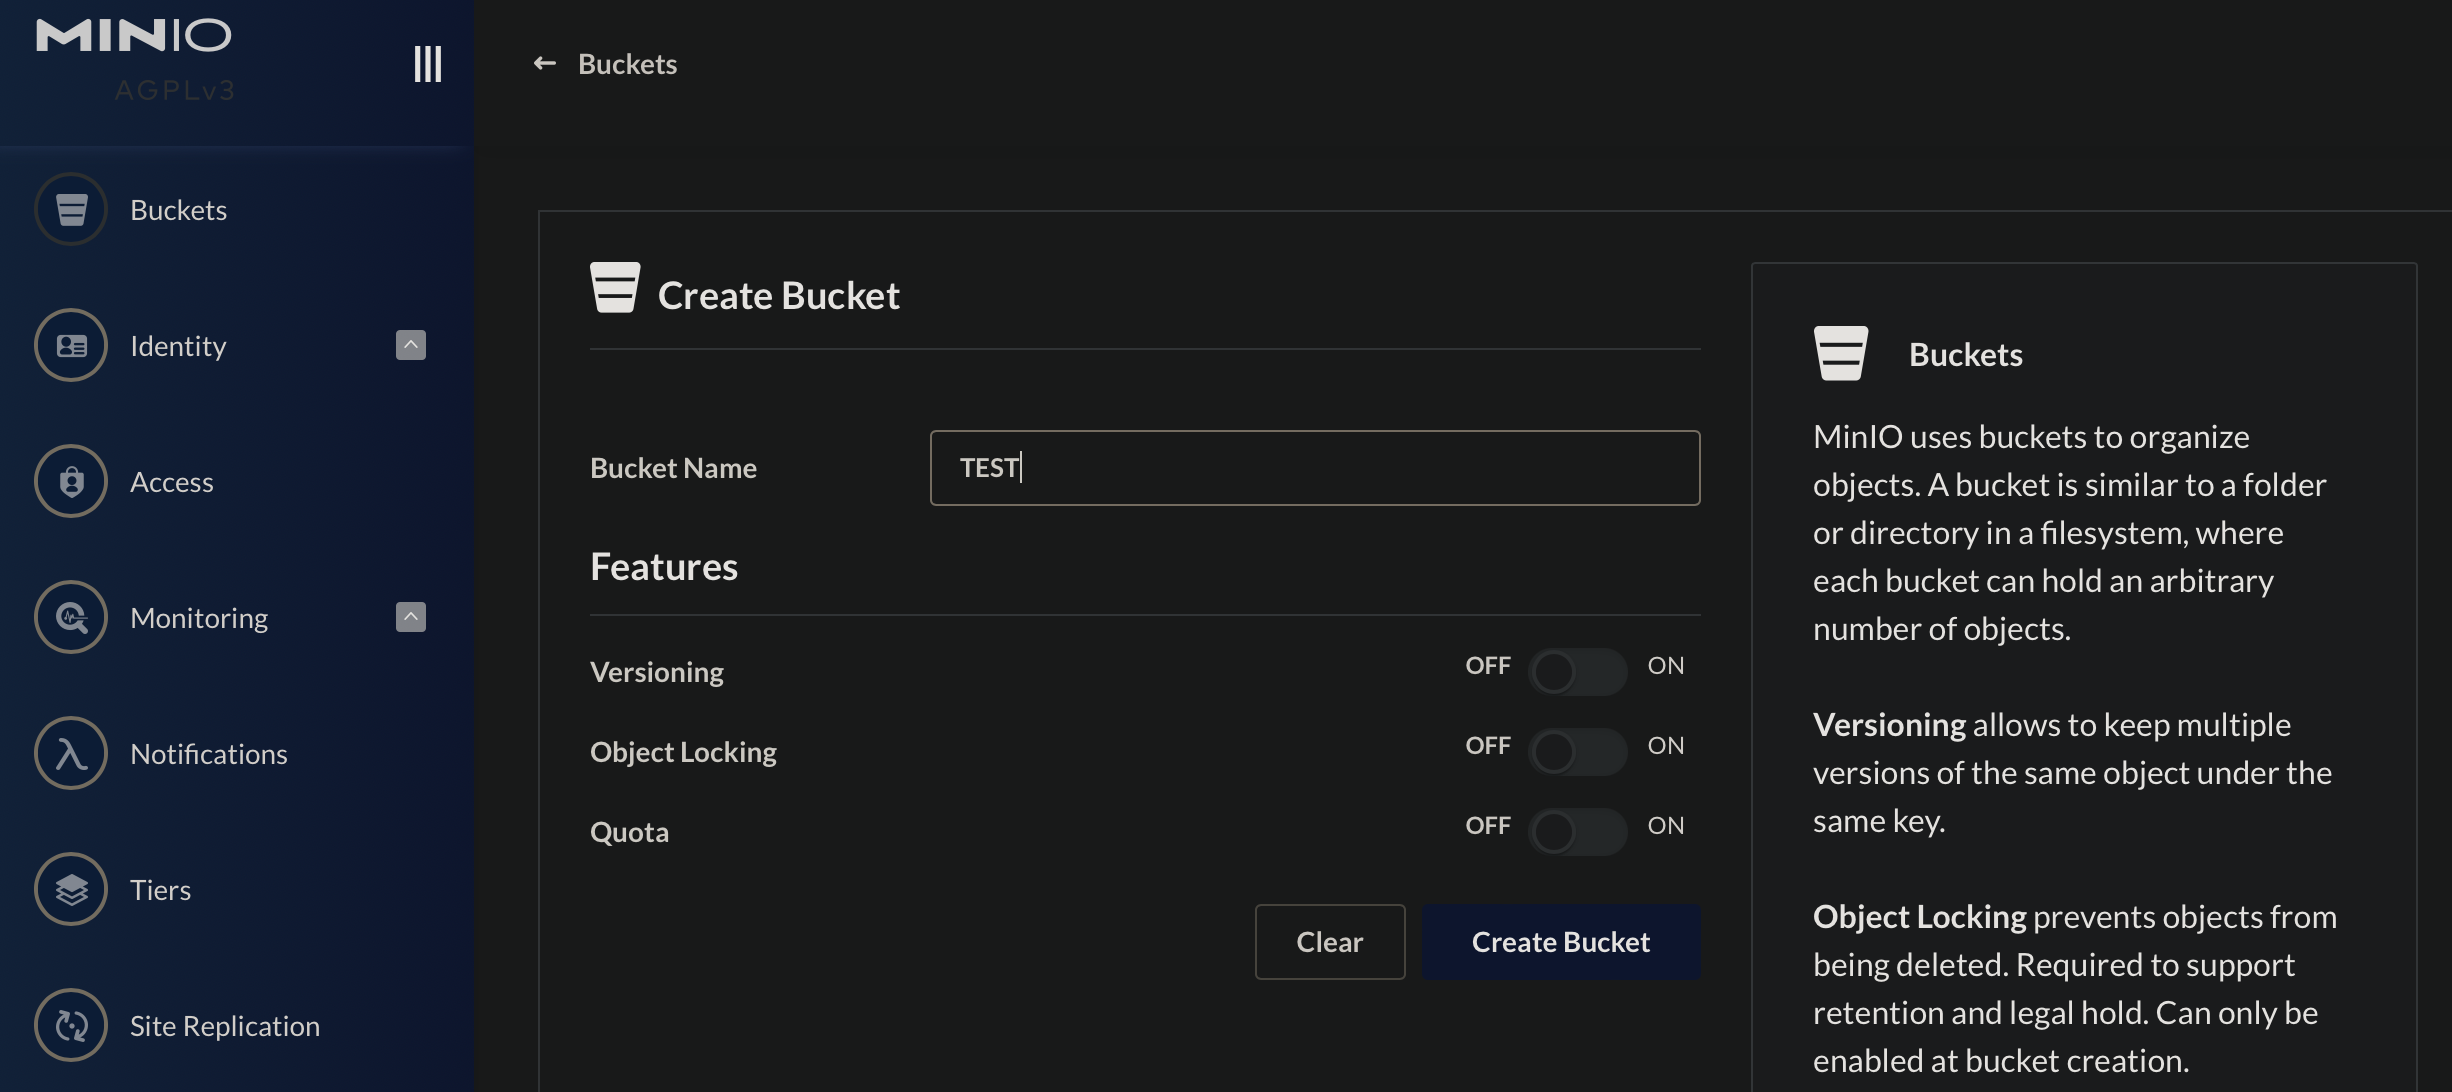 MINIO
AGPLv3
Buckets
Identity
Access
Monitoring
Notifications
Tiers
Site Replication
Buckets
Create Bucket
Bucket Name
TEST
Features
Versioning
OFF ON
Object Locking
OFF ON
Quota
OFF ON
Clear
Create Bucket
Buckets
MinIO uses buckets to organize
objects. A bucket is similar to a folder
or directory in a filesystem, where
each bucket can hold an arbitrary
number of objects.
Versioning allows to keep multiple
versions of the same object under the
same key.
Object Locking prevents objects from
being deleted. Required to support
retention and legal hold. Can only be
enabled at bucket creation.